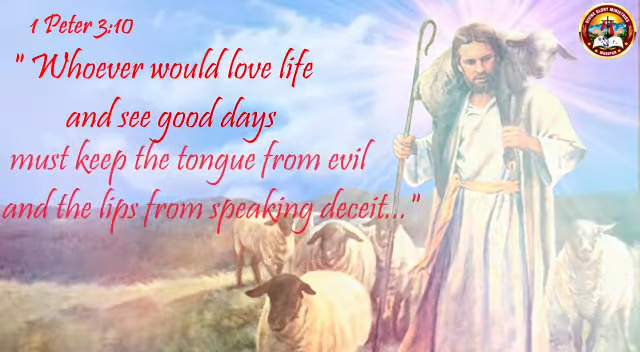 1 Peter 3:10
" Whoever would love life
and see good days
must keep the tongue from evil
and the lips from speaking deceit..."